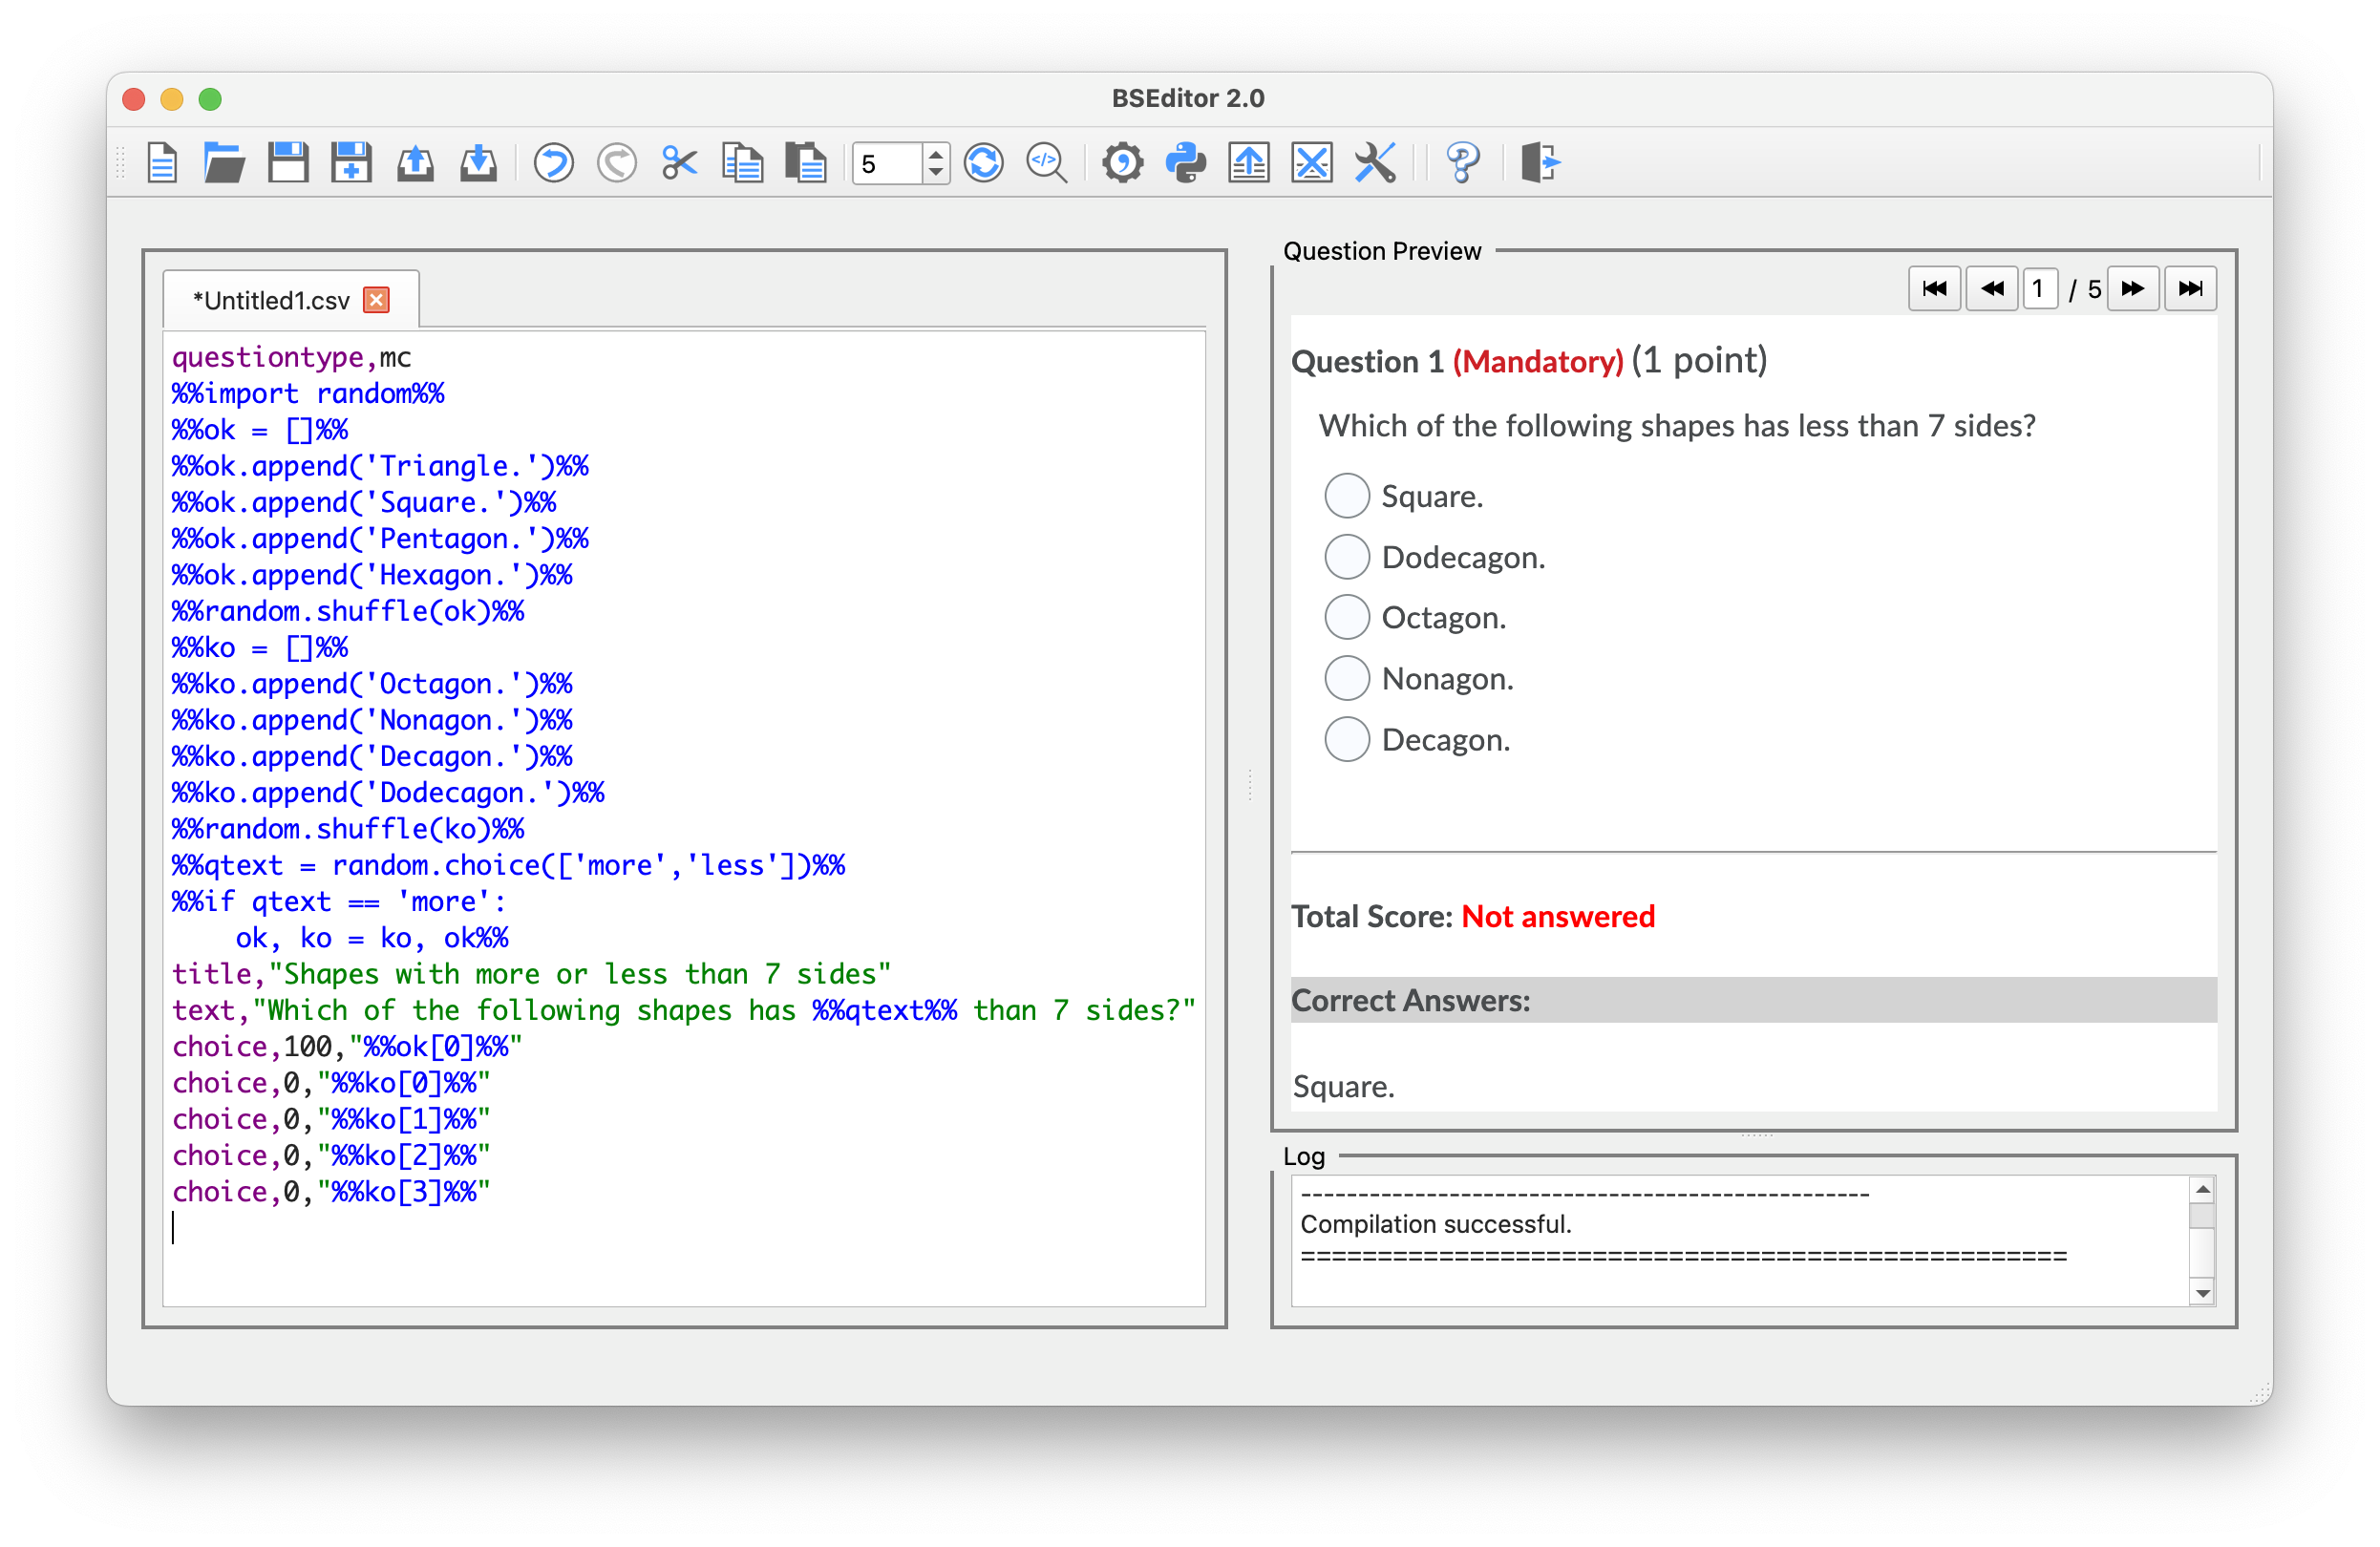 BSEditor 2.0
5
*Untitled1.csv
questiontype,mc
%%import random%%
%%ok = []%%
%%ok.append('Triangle.')%%
%%ok.append('Square.')%%
%%ok.append('Pentagon.')%%
%%ok.append('Hexagon.')%%
%%random.shuffle(ok)%%
%%ko = []%%
%%ko.append('Octagon.')%%
%%ko.append('Nonagon.')%%
%%ko.append('Decagon.')%%
%%ko.append('Dodecagon.')%%
%%random.shuffle(ko)%%
%%qtext = random.choice(['more','less'])%%
%%if qtext == 'more':
    ok, ko = ko, ok%%
title,"Shapes with more or less than 7 sides"
text,"Which of the following shapes has %%qtext%% than 7 sides?"
choice,100,"%%ok[0]%%"
choice,0,"%%ko[0]%%"
choice,0,"%%ko[1]%%"
choice,0,"%%ko[2]%%"
choice,0,"%%ko[3]%%"
Question Preview
1 / 5
Question 1 (Mandatory) (1 point)
Which of the following shapes has less than 7 sides?
Square.
Dodecagon.
Octagon.
Nonagon.
Decagon.
Total Score: Not answered
Correct Answers:
Square.
Log
--------------------------------------------------
Compilation successful.
==================================================